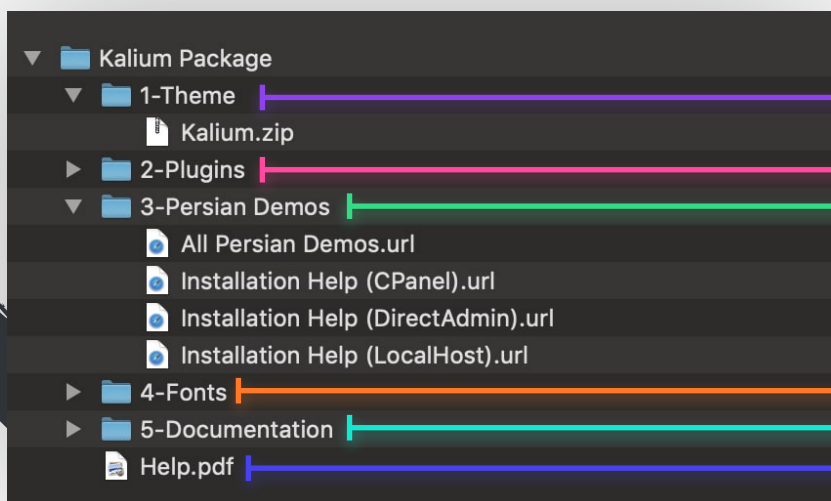 Kalium Package
1-Theme
Kalium.zip
2-Plugins
3-Persian Demos
All Persian Demos.url
Installation Help (CPanel).url
Installation Help (DirectAdmin).url
Installation Help (LocalHost).url
4-Fonts
5-Documentation
Help.pdf